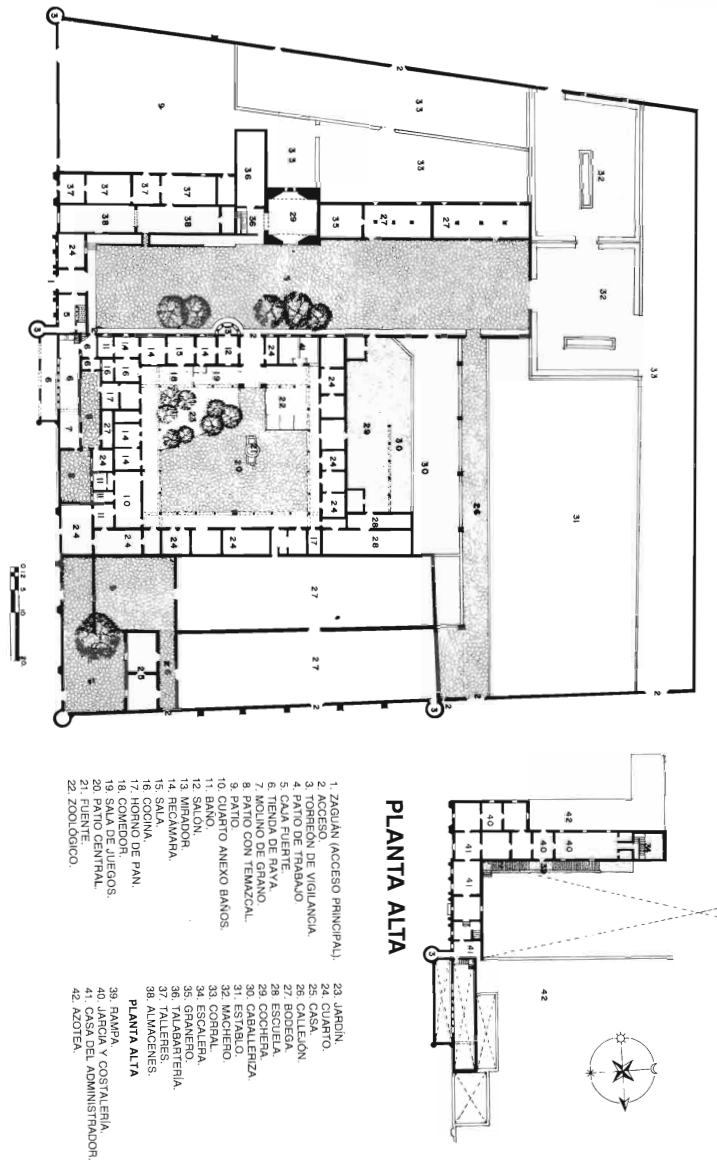 PLANTA ALTA
1. ZAGUÁN (ACCESO PRINCIPAL).
2. ACCESO.
3. TORREÓN DE VIGILANCIA.
4. PATIO DE TRABAJO
5. CAJA FUERTE.
6. TIENDA DE RAYA.
7. MOLINO DE GRANO.
8 PATIO CON TEMAZCAL.
9. PATIO.
10. CUARTO ANEXO BAÑOS.
11. BAÑO.
12. SALÓN.
13. MIRADOR.
14. RECÁMARA.
15. SALA.
16 COCINA.
17. HORNO DE PAN.
18. COMEDOR.
19. SALA DE JUEGOS.
20. PATIO CENTRAL.
21. FUENTE.
22. ZOOLÓGICO.
23. JARDÍN.
24. CUARTO.
25. CASA.
26. CALLEJÓN.
27. BODEGA.
28 ESCUELA.
29 COCHERA.
30. CABALLERIZA.
31. ESTABLO.
32. MACHERO.
33. CORRAL.
34. ESCALERA.
35. GRANERO.
36. TALABARTERÍA.
37. TALLERES.
38. ALMACENES.
PLANTA ALTA
39. RAMPA.
40. JARCIA Y COSTALERÍA.
41. CASA DEL ADMINISTRADOR.
42. AZOTEA.